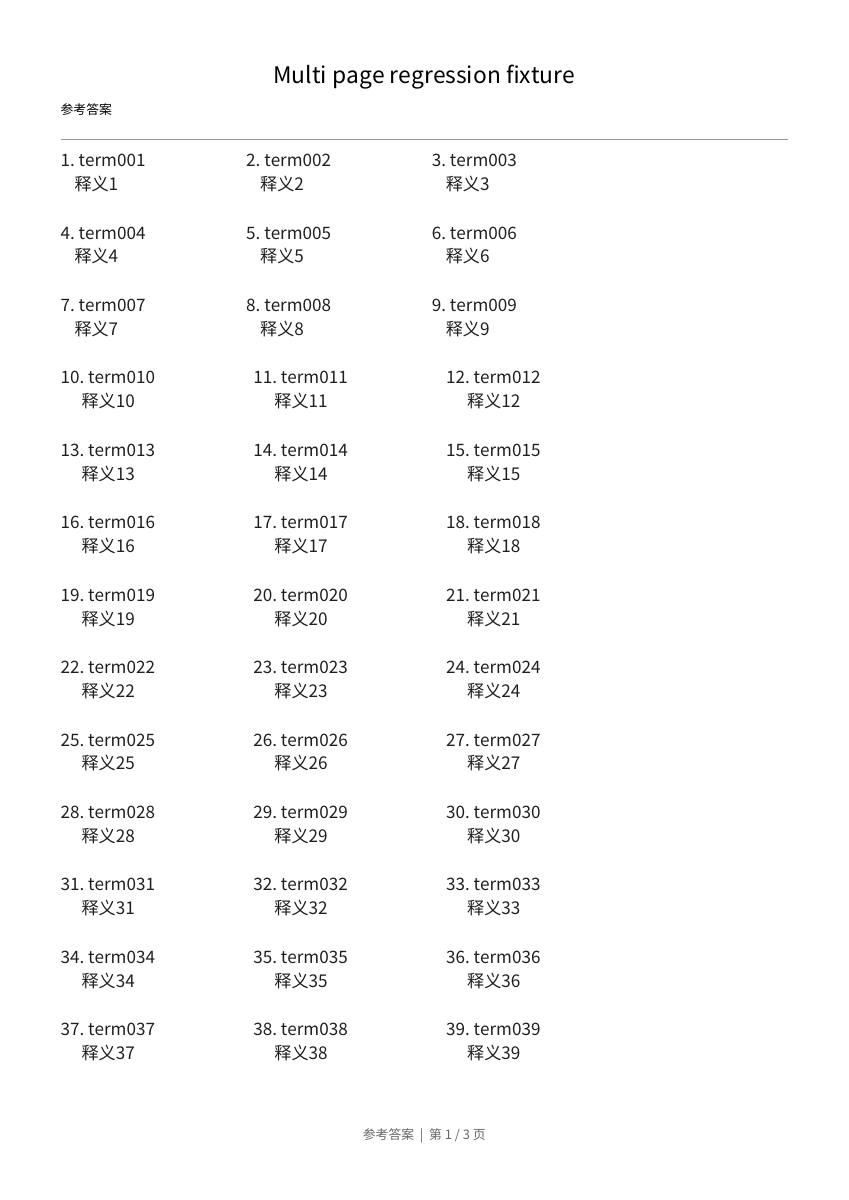 Multi page regression fixture
参考答案
1. term001 2. term002 3. term003
释义1 释义2 释义3
4. term004 5. term005 6. term006
释义4 释义5 释义6
7. term007 8. term008 9. term009
释义7 释义8 释义9
10. term010 11. term011 12. term012
释义10 释义11 释义12
13. term013 14. term014 15. term015
释义13 释义14 释义15
16. term016 17. term017 18. term018
释义16 释义17 释义18
19. term019 20. term020 21. term021
释义19 释义20 释义21
22. term022 23. term023 24. term024
释义22 释义23 释义24
25. term025 26. term026 27. term027
释义25 释义26 释义27
28. term028 29. term029 30. term030
释义28 释义29 释义30
31. term031 32. term032 33. term033
释义31 释义32 释义33
34. term034 35. term035 36. term036
释义34 释义35 释义36
37. term037 38. term038 39. term039
释义37 释义38 释义39
参考答案 | 第 1 / 3 页